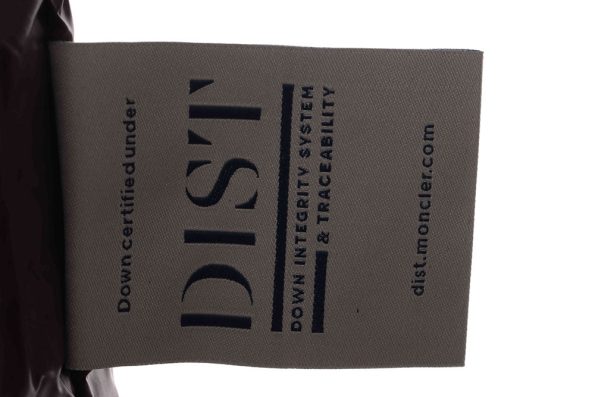 Down certified under
DIST
DOWN INTEGRITY SYSTEM
& TRACEABILITY
dist.moncler.com